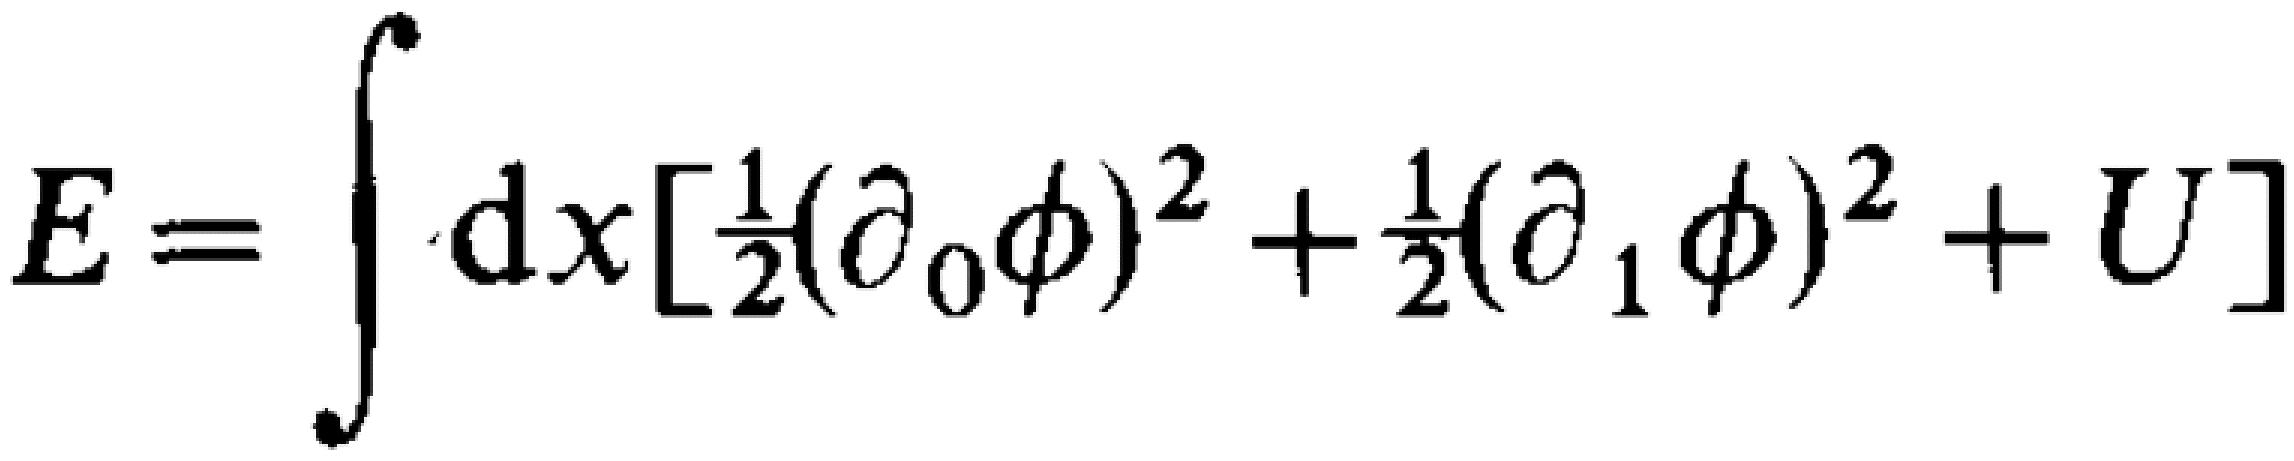 E = ∫ dx[½(∂₀ϕ)² + ½(∂₁ϕ)² + U]